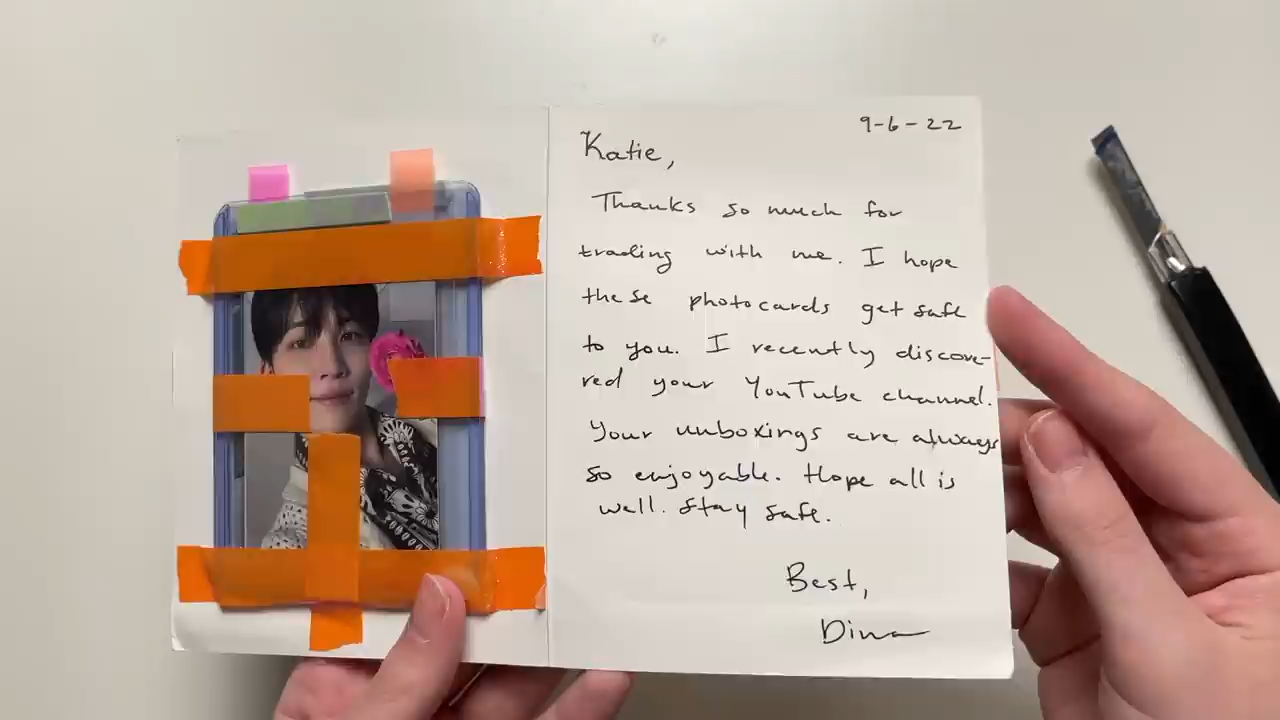 9-6-22
Katie,
Thanks so much for
trading with me. I hope
these photocards get safe
to you. I recently discove-
red your YouTube channel.
Your unboxings are always
so enjoyable. Hope all is
well. Stay safe.
Best,
Dina